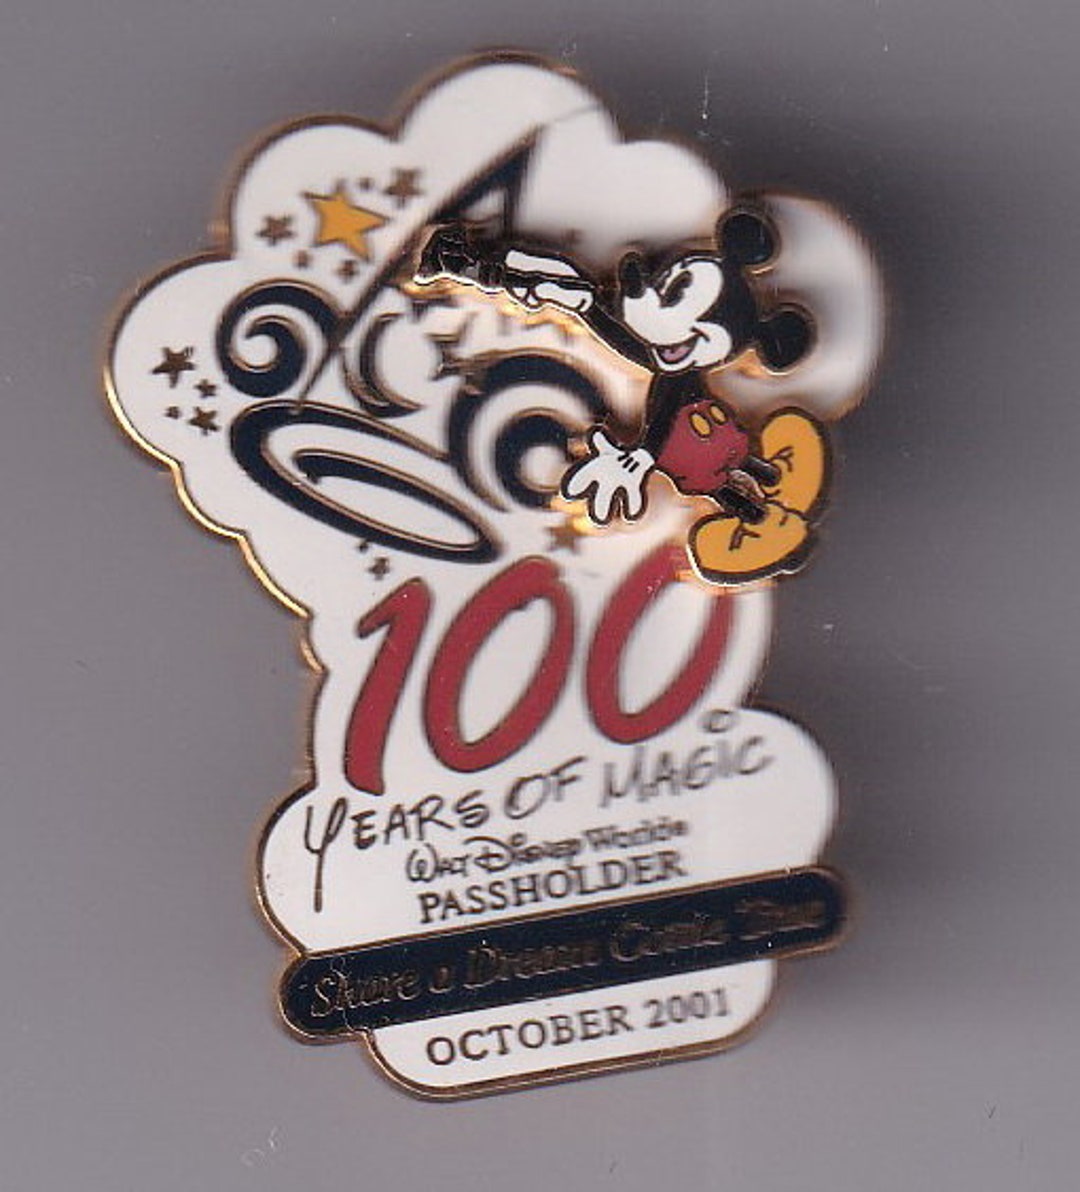 100
YEARS OF MAGIC
Walt Disney World®
PASSHOLDER
Share a Dream Come True
OCTOBER 2001